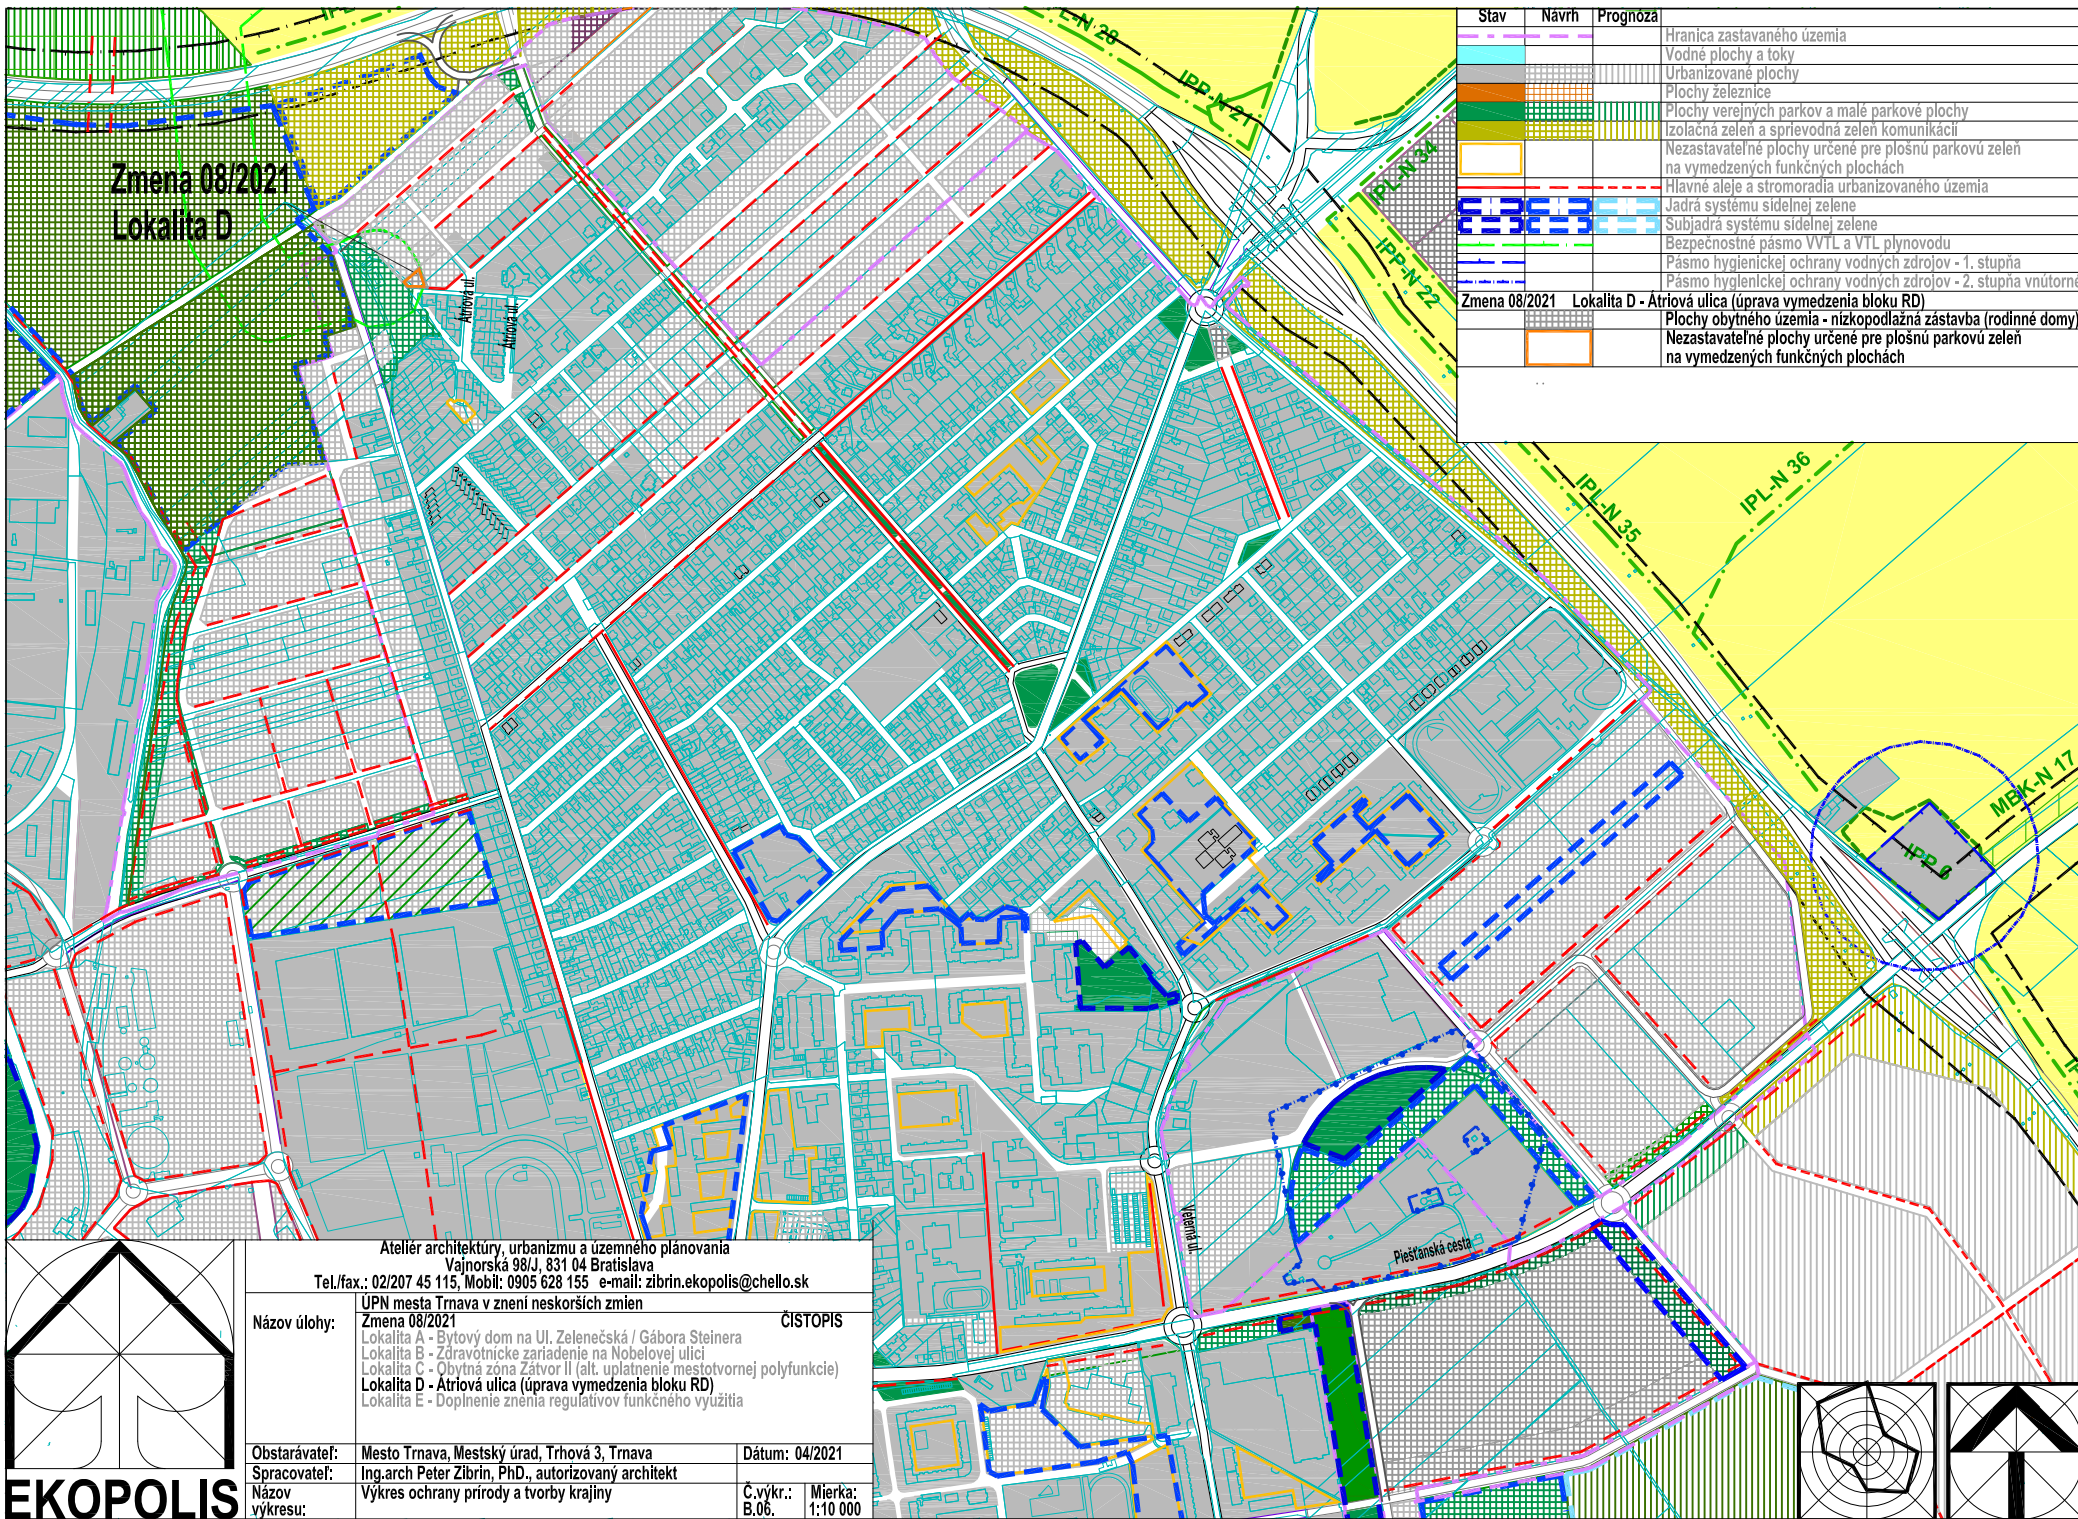 Stav Návrh Prognóza
Hranica zastavaného územia
Vodné plochy a toky
Urbanizované plochy
Plochy železnice
Plochy verejných parkov a malé parkové plochy
Izolačná zeleň a sprievodná zeleň komunikácií
Nezastavateľné plochy určené pre plošnú parkovú zeleň
na vymedzených funkčných plochách
Hlavné aleje a stromoradia urbanizovaného územia
Jadrá systému sídelnej zelene
Subjadrá systému sídelnej zelene
Bezpečnostné pásmo VVTL a VTL plynovodu
Pásmo hygienickej ochrany vodných zdrojov - 1. stupňa
Pásmo hygienickej ochrany vodných zdrojov - 2. stupňa vnútorné
Zmena 08/2021 Lokalita D - Átriová ulica (úprava vymedzenia bloku RD)
Plochy obytného územia - nízkopodlažná zástavba (rodinné domy)
Nezastavateľné plochy určené pre plošnú parkovú zeleň
na vymedzených funkčných plochách
Zmena 08/2021
Lokalita D
IPP-N 21
IPL-N 34
IPP-N 22
Átriová ul.
Átriová ul.
IPL-N 35
IPL-N 36
MBK-N 17
IPP 6
Veterná ul.
Piešťanská cesta
Ateliér architektúry, urbanizmu a územného plánovania
Vajnorská 98/J, 831 04 Bratislava
Tel./fax.: 02/207 45 115, Mobil: 0905 628 155 e-mail: zibrin.ekopolis@chello.sk
Názov úlohy:
ÚPN mesta Trnava v znení neskorších zmien
Zmena 08/2021 ČISTOPIS
Lokalita A - Bytový dom na Ul. Zelenečská / Gábora Steinera
Lokalita B - Zdravotnícke zariadenie na Nobelovej ulici
Lokalita C - Obytná zóna Zátvor II (alt. uplatnenie mestotvornej polyfunkcie)
Lokalita D - Átriová ulica (úprava vymedzenia bloku RD)
Lokalita E - Doplnenie znenia regulatívov funkčného využitia
Obstarávateľ: Mesto Trnava, Mestský úrad, Trhová 3, Trnava Dátum: 04/2021
Spracovateľ: Ing.arch Peter Zibrin, PhD., autorizovaný architekt
Názov výkresu: Výkres ochrany prírody a tvorby krajiny
Č.výkr.: B.06.
Mierka: 1:10 000
EKOPOLIS